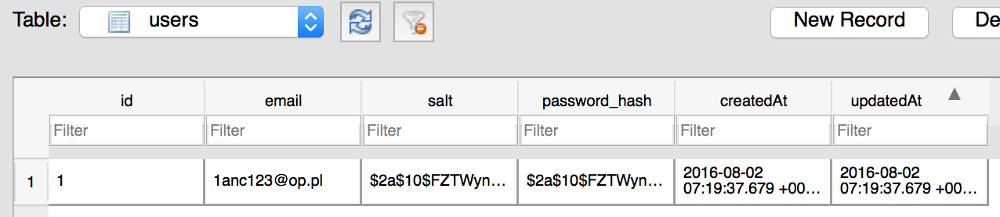 Table: users New Record De
id email salt password_hash createdAt updatedAt
Filter Filter Filter Filter Filter Filter
1 1 1anc123@op.pl $2a$10$FZTWyn… $2a$10$FZTWyn… 2016-08-02 2016-08-02
07:19:37.679 +00… 07:19:37.679 +00…